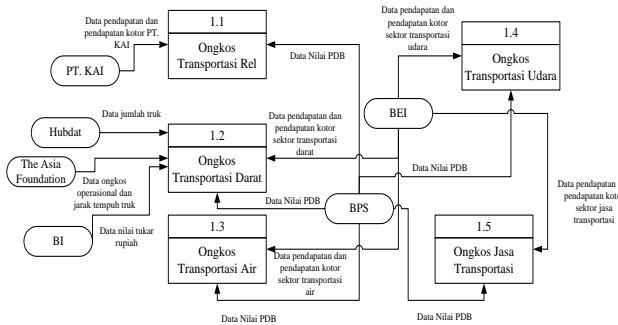 Data pendapatan dan
pendapatan kotor PT.
KAI
1.1
Ongkos
Transportasi Rel
PT. KAI
Data Nilai PDB
Data pendapatan dan
pendapatan kotor
sektor transportasi
udara
1.4
Ongkos
Transportasi Udara
BEI
Hubdat
Data jumlah truk
The Asia
Foundation
1.2
Ongkos
Transportasi Darat
Data pendapatan dan
pendapatan kotor
sektor transportasi
darat
Data Nilai PDB
Data ongkos
operasional dan
jarak tempuh truk
Data nilai tukar
rupiah
BI
Data Nilai PDB
BPS
Data pendapatan
pendapatan
sektor jasa
transportasi
1.3
Ongkos
Transportasi Air
Data pendapatan dan
pendapatan kotor
sektor transportasi
air
1.5
Ongkos Jasa
Transportasi
Data Nilai PDB
Data Nilai PDB